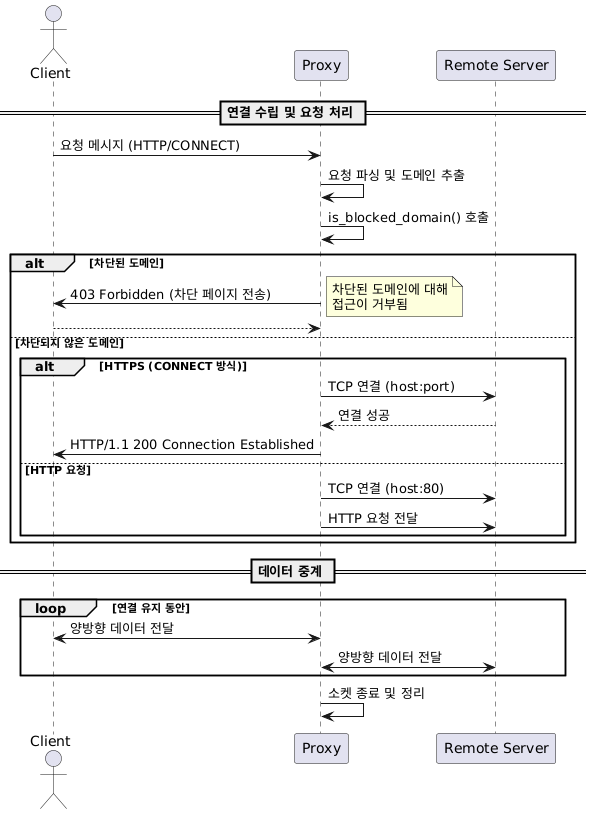 Client
Proxy
Remote Server
연결 수립 및 요청 처리
요청 메시지 (HTTP/CONNECT)
요청 파싱 및 도메인 추출
is_blocked_domain() 호출
alt
[차단된 도메인]
403 Forbidden (차단 페이지 전송)
차단된 도메인에 대해
접근이 거부됨
[차단되지 않은 도메인]
alt
[HTTPS (CONNECT 방식)]
TCP 연결 (host:port)
연결 성공
HTTP/1.1 200 Connection Established
[HTTP 요청]
TCP 연결 (host:80)
HTTP 요청 전달
데이터 중계
loop
[연결 유지 동안]
양방향 데이터 전달
양방향 데이터 전달
소켓 종료 및 정리
Client
Proxy
Remote Server